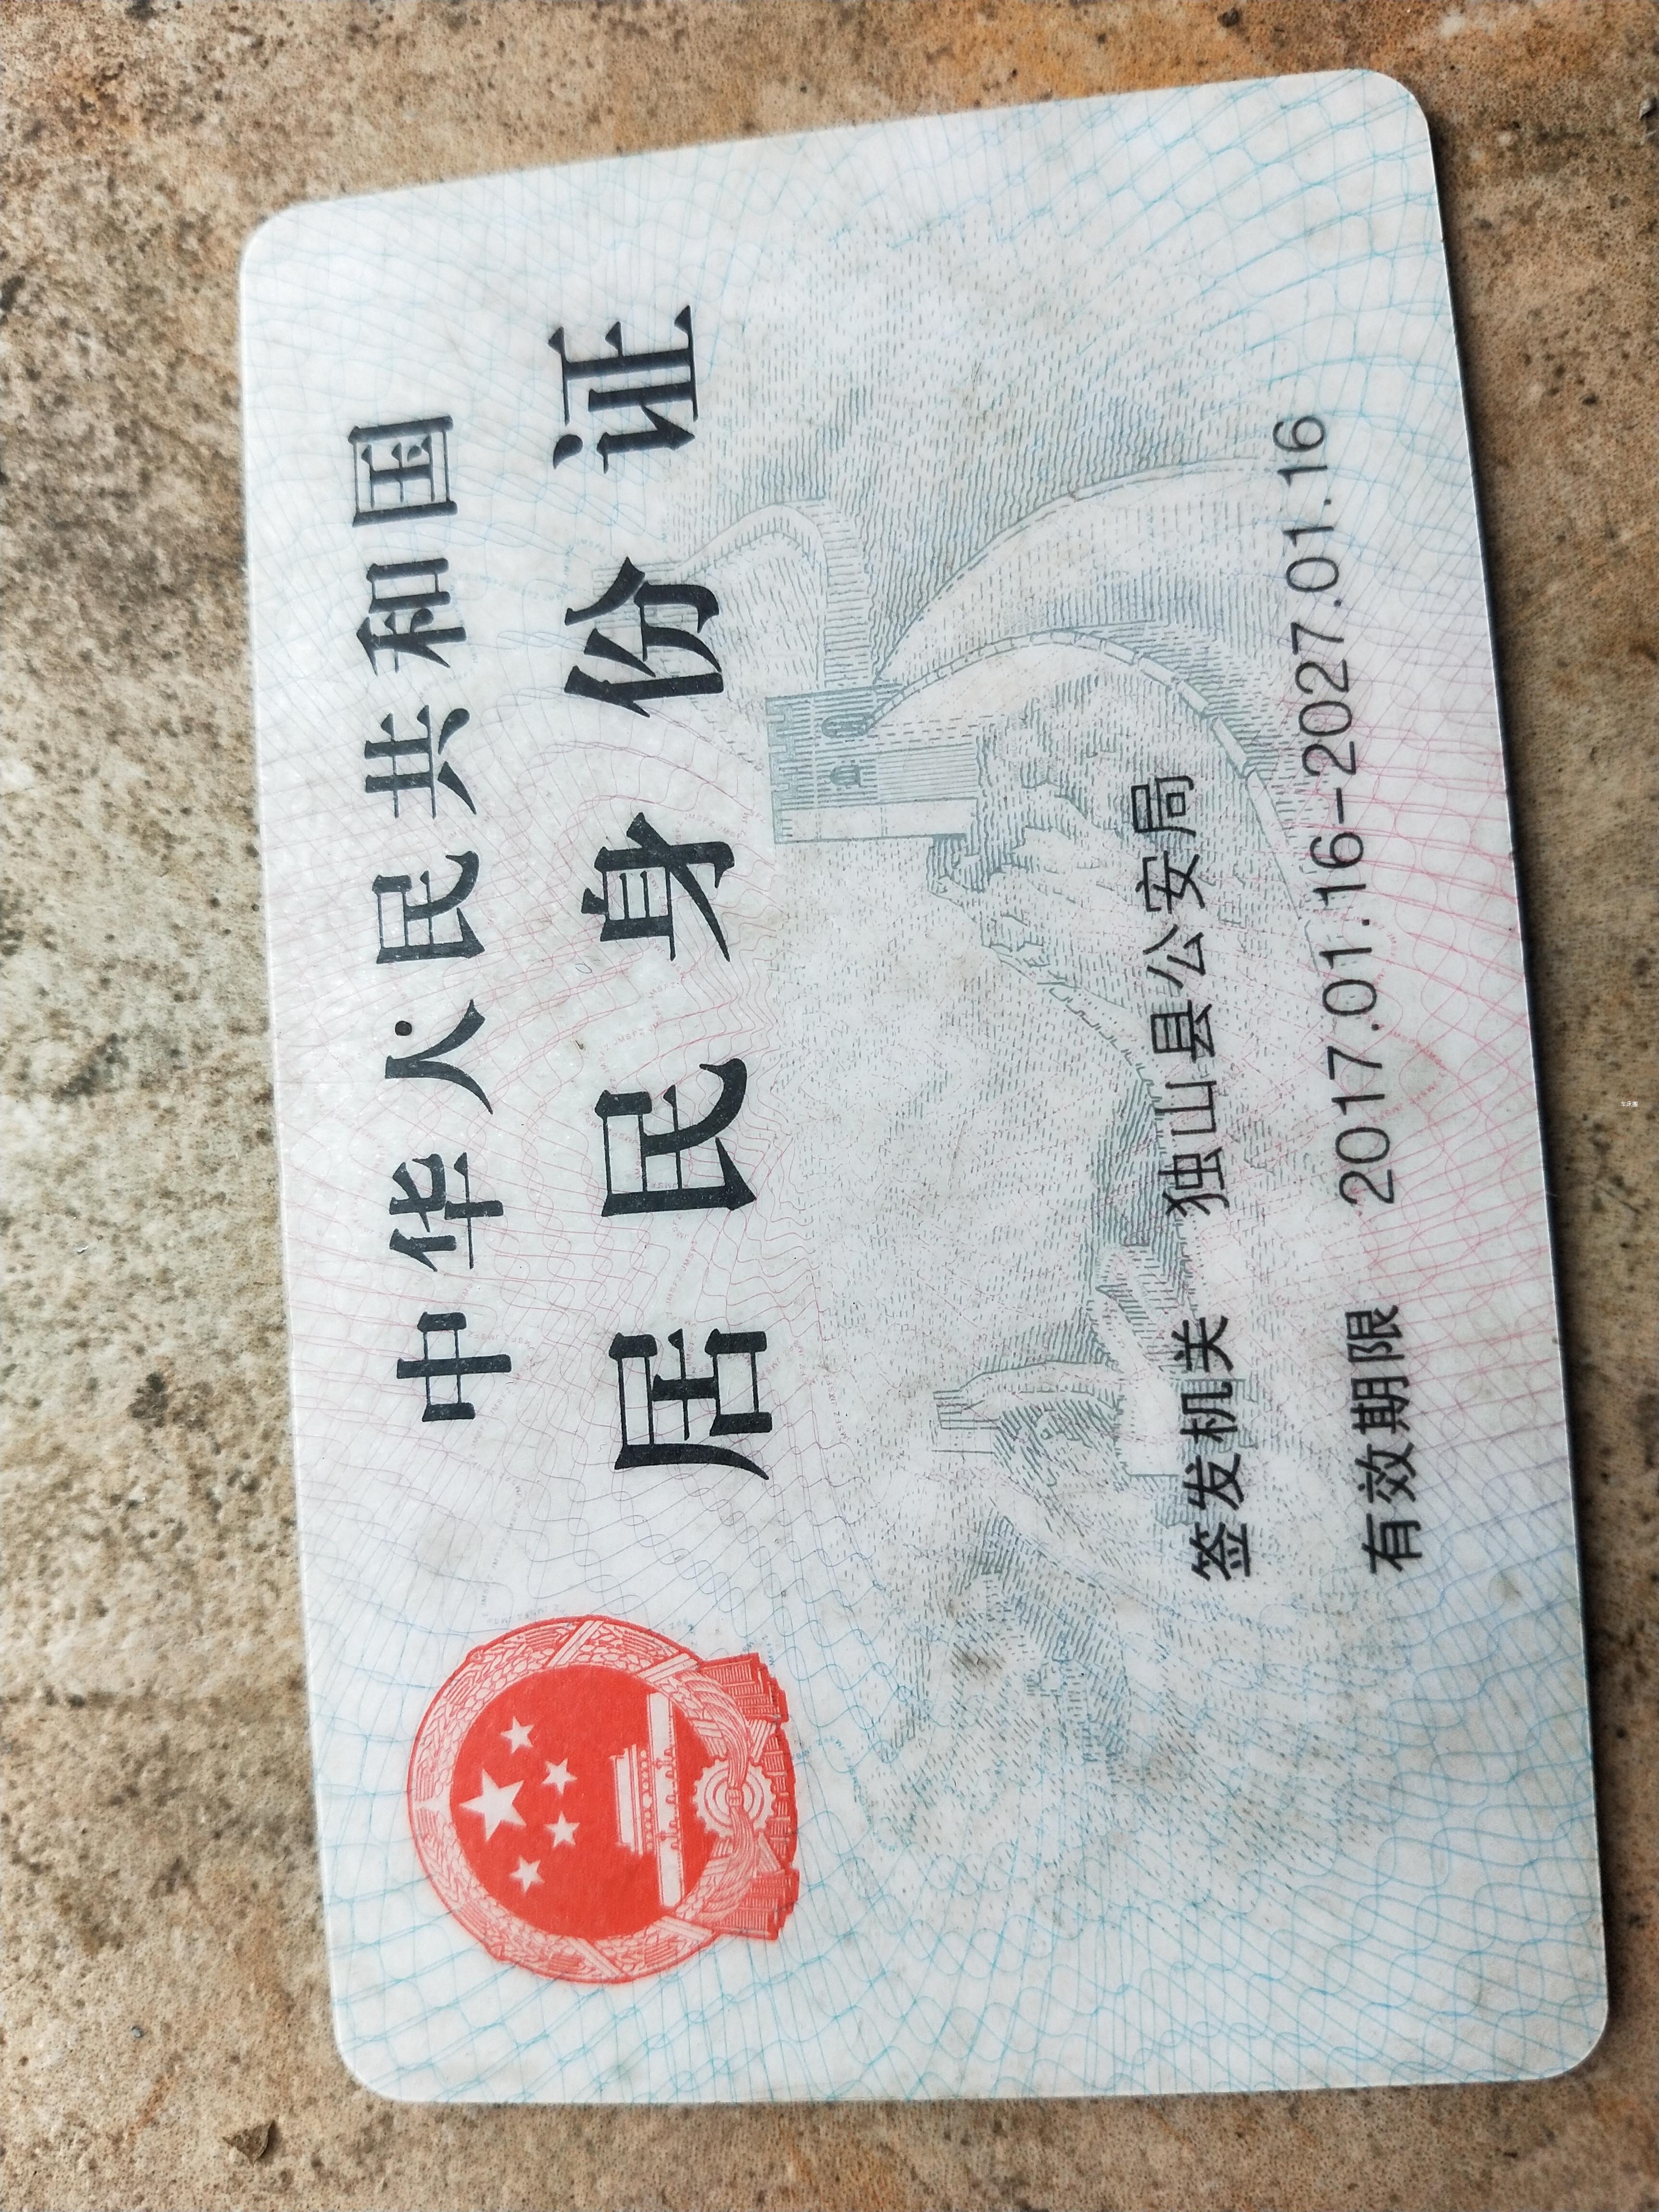 中华人民共和国
居民身份证
签发机关 独山县公安局
有效期限 2017.01.16-2027.01.16